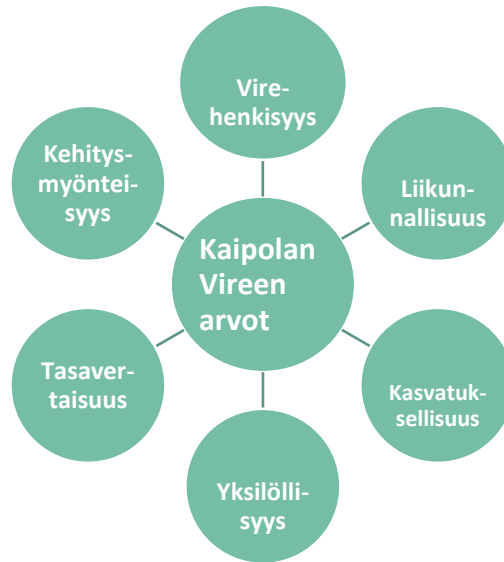 Vire-
henkisyys
Kehitys-
myöntei-
syys
Liikun-
nallisuus
Kaipolan
Vireen
arvot
Tasaver-
taisuus
Kasvatuk-
sellisuus
Yksilölli-
syys